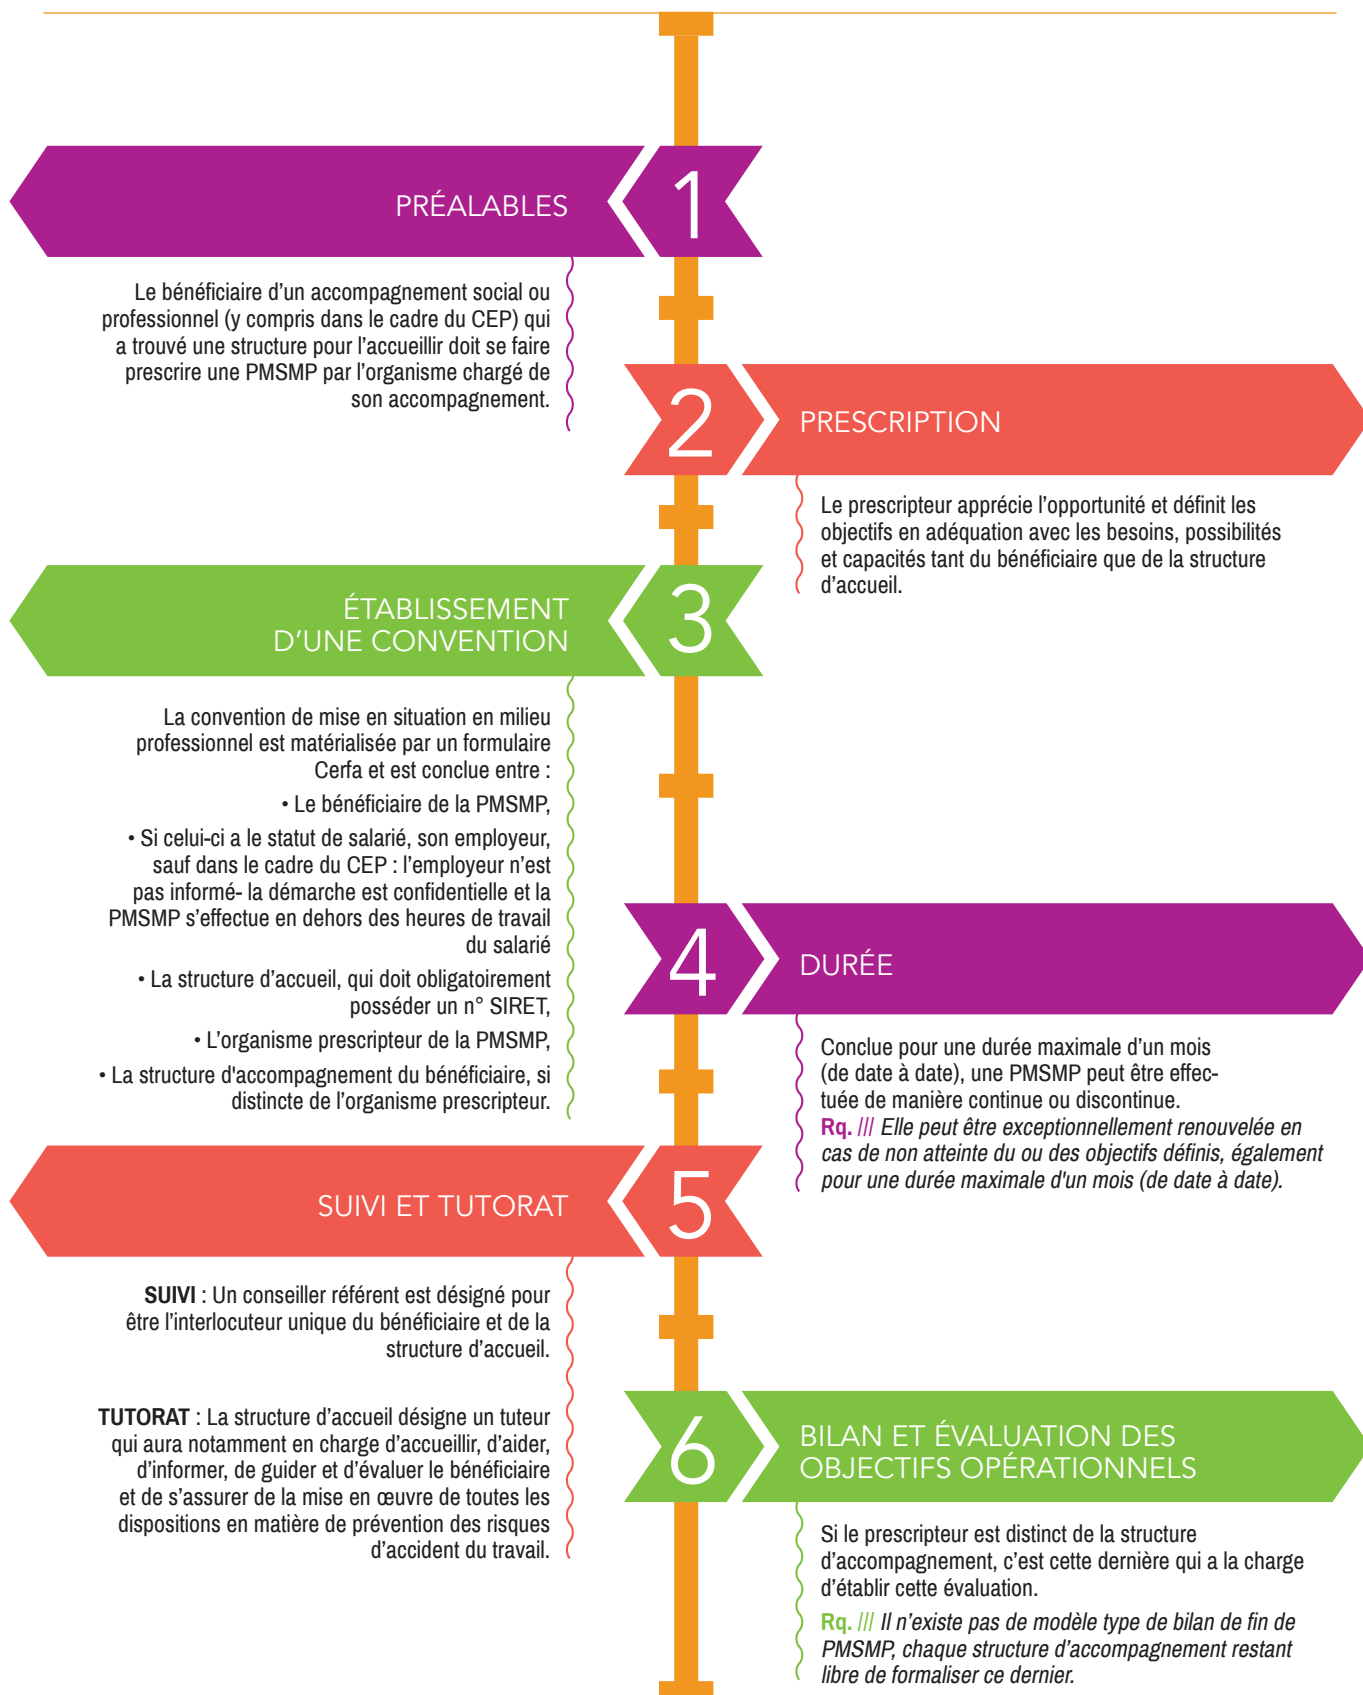 1
PRÉALABLES
Le bénéficiaire d’un accompagnement social ou
professionnel (y compris dans le cadre du CEP) qui
a trouvé une structure pour l’accueillir doit se faire
prescrire une PMSMP par l’organisme chargé de
son accompagnement.
2
PRESCRIPTION
Le prescripteur apprécie l’opportunité et définit les
objectifs en adéquation avec les besoins, possibilités
et capacités tant du bénéficiaire que de la structure
d’accueil.
3
ÉTABLISSEMENT
D’UNE CONVENTION
La convention de mise en situation en milieu
professionnel est matérialisée par un formulaire
Cerfa et est conclue entre :
• Le bénéficiaire de la PMSMP,
• Si celui-ci a le statut de salarié, son employeur,
sauf dans le cadre du CEP : l’employeur n’est
pas informé- la démarche est confidentielle et la
PMSMP s’effectue en dehors des heures de travail
du salarié
• La structure d’accueil, qui doit obligatoirement
posséder un n° SIRET,
• L’organisme prescripteur de la PMSMP,
• La structure d'accompagnement du bénéficiaire, si
distincte de l’organisme prescripteur.
4
DURÉE
Conclue pour une durée maximale d’un mois
(de date à date), une PMSMP peut être effec-
tuée de manière continue ou discontinue.
Rq. /// Elle peut être exceptionnellement renouvelée en
cas de non atteinte du ou des objectifs définis, également
pour une durée maximale d'un mois (de date à date).
5
SUIVI ET TUTORAT
SUIVI : Un conseiller référent est désigné pour
être l’interlocuteur unique du bénéficiaire et de la
structure d’accueil.
TUTORAT : La structure d’accueil désigne un tuteur
qui aura notamment en charge d’accueillir, d’aider,
d’informer, de guider et d’évaluer le bénéficiaire
et de s’assurer de la mise en œuvre de toutes les
dispositions en matière de prévention des risques
d’accident du travail.
6
BILAN ET ÉVALUATION DES
OBJECTIFS OPÉRATIONNELS
Si le prescripteur est distinct de la structure
d’accompagnement, c’est cette dernière qui a la charge
d’établir cette évaluation.
Rq. /// Il n’existe pas de modèle type de bilan de fin de
PMSMP, chaque structure d’accompagnement restant
libre de formaliser ce dernier.